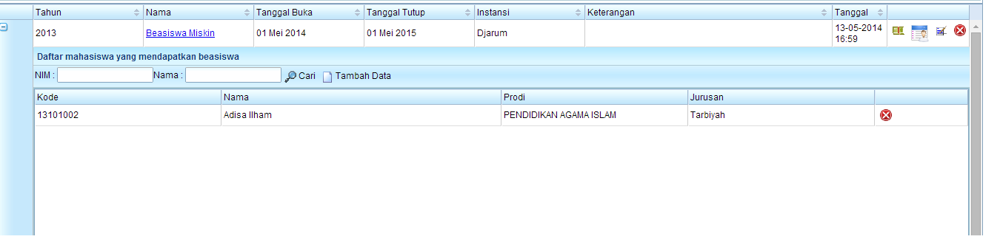 Tahun Nama Tanggal Buka Tanggal Tutup Instansi Keterangan Tanggal
2013 Beasiswa Miskin 01 Mei 2014 01 Mei 2015 Djarum 13-05-2014
16:59
Daftar mahasiswa yang mendapatkan beasiswa
NIM : Nama : Cari Tambah Data
Kode Nama Prodi Jurusan
13101002 Adisa Ilham PENDIDIKAN AGAMA ISLAM Tarbiyah